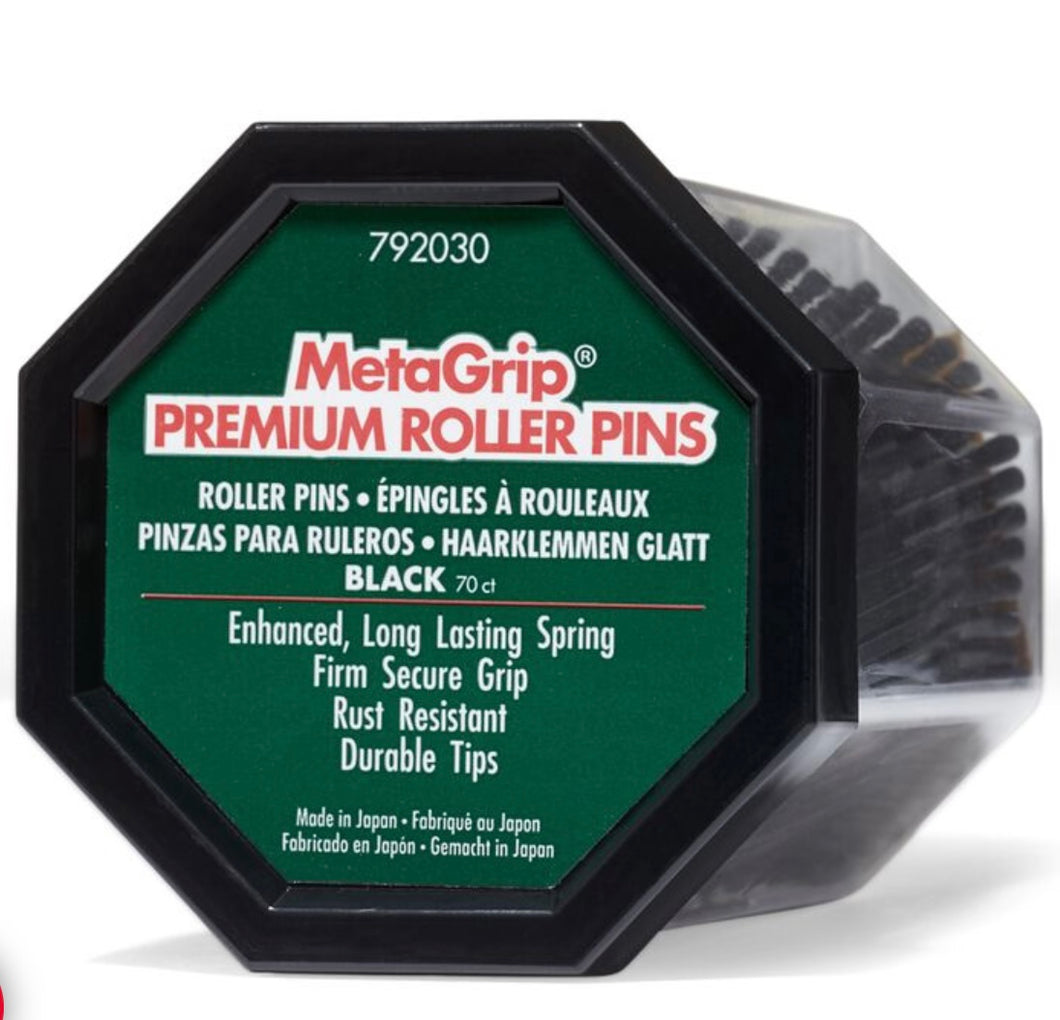 792030
MetaGrip®
PREMIUM ROLLER PINS
ROLLER PINS • ÉPINGLES À ROULEAUX
PINZAS PARA RULEROS • HAARKLEMMEN GLATT
BLACK 70 ct
Enhanced, Long Lasting Spring
Firm Secure Grip
Rust Resistant
Durable Tips
Made in Japan • Fabriqué au Japon
Fabricado en Japón • Gemacht in Japan